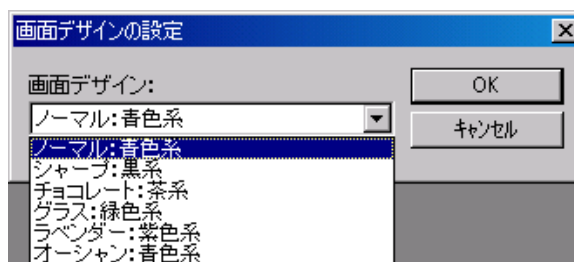 画面デザインの設定
画面デザイン:
OK
ノーマル:青色系
キャンセル
ノーマル:青色系
シャープ:黒系
チョコレート:茶系
グラス:緑色系
ラベンダー:紫色系
オーシャン:青色系